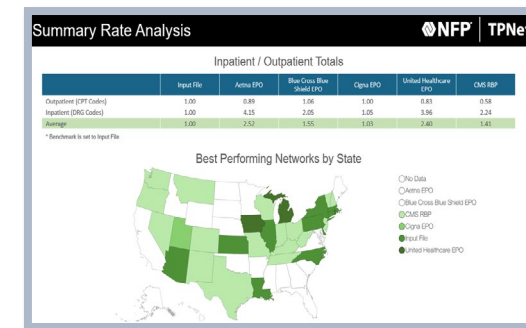 Summary Rate Analysis
NFP | TPNe
Inpatient / Outpatient Totals
Input File Aetna EPO Blue Cross Blue Shield EPO Cigna EPO United Healthcare EPO CMS RBP
Outpatient (CPT Codes) 1.00 0.89 1.06 1.00 0.83 0.58
Inpatient (DRG Codes) 1.00 4.15 2.05 1.05 3.96 2.24
Average 1.00 2.52 1.55 1.03 2.40 1.41
* Benchmark is set to Input File
Best Performing Networks by State
No Data
Aetna EPO
Blue Cross Blue Shield EPO
CMS RBP
Cigna EPO
Input File
United Healthcare EPO